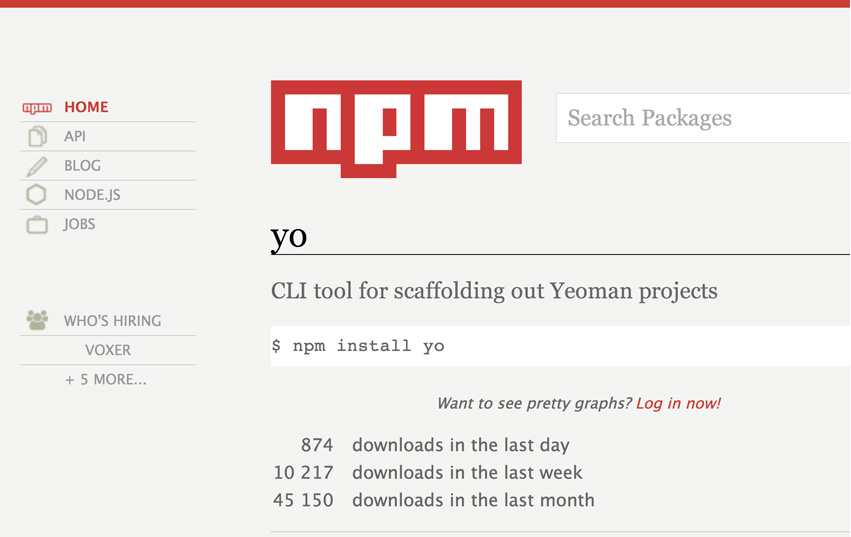 HOME
API
BLOG
NODE.JS
JOBS
WHO'S HIRING
VOXER
+ 5 MORE...
npm
Search Packages
yo
CLI tool for scaffolding out Yeoman projects
$ npm install yo
Want to see pretty graphs? Log in now!
874 downloads in the last day
10 217 downloads in the last week
45 150 downloads in the last month